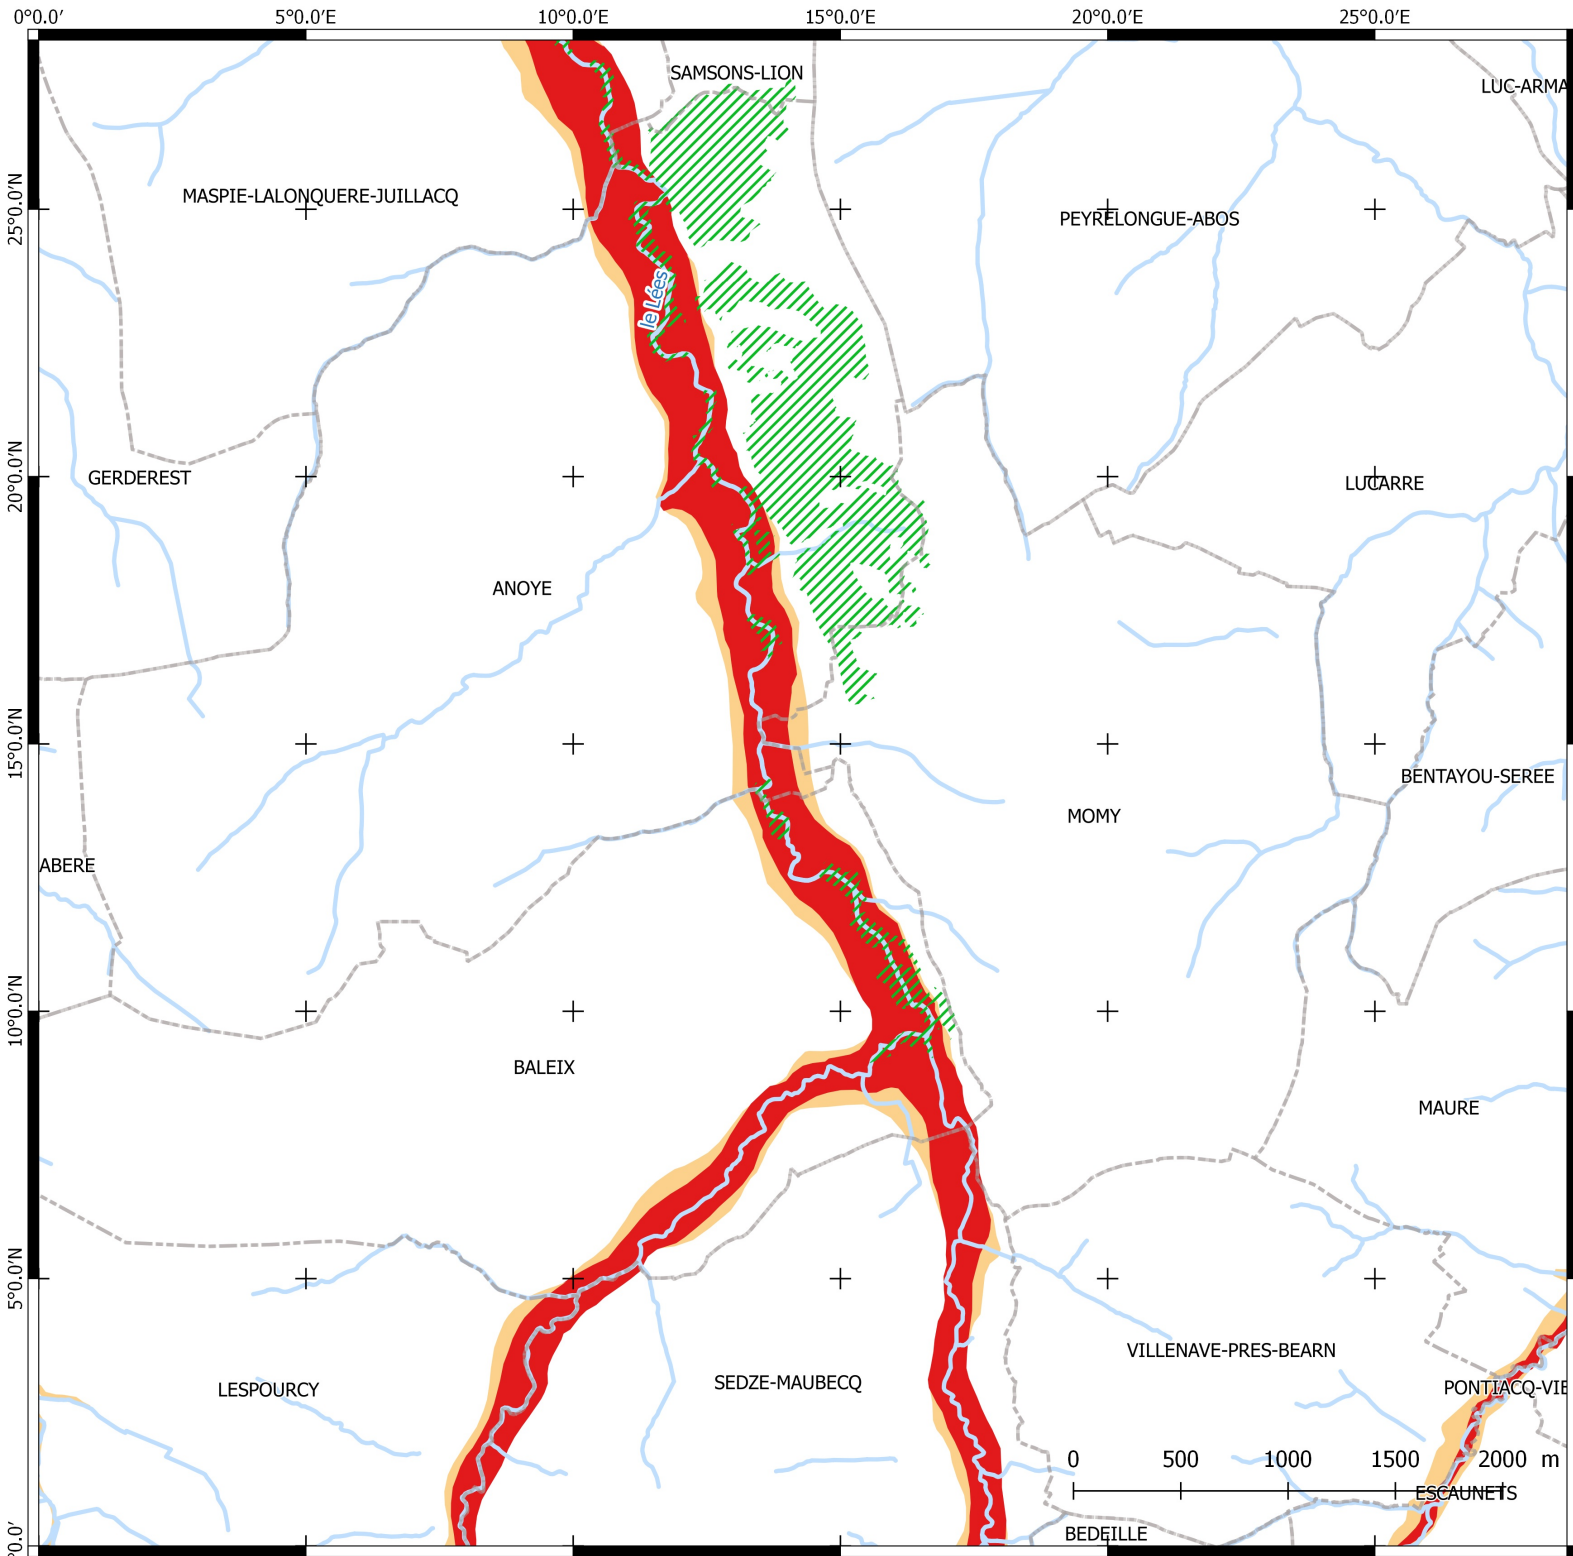 0°0.0′ 5°0.0′E 10°0.0′E 15°0.0′E 20°0.0′E 25°0.0′E
SAMSONS-LION
LUC-ARMA
25°0.0′N
MASPIE-LALONQUERE-JUILLACQ
PEYRELONGUE-ABOS
le Lées
20°0.0′N
GERDEREST
LUCARRE
ANOYE
15°0.0′N
BENTAYOU-SEREE
MOMY
ABERE
10°0.0′N
BALEIX
MAURE
5°0.0′N
VILLENAVE-PRES-BEARN
LESPOURCY
SEDZE-MAUBECQ
PONTIACQ-VIE
0 500 1000 1500 2000 m
ESCAUNETS
BEDEILLE
°0.0′